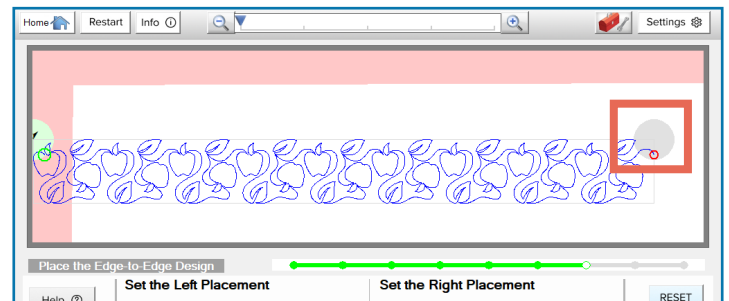 Home
Restart
Info
Settings
Place the Edge-to-Edge Design
Set the Left Placement
Set the Right Placement
Help
RESET